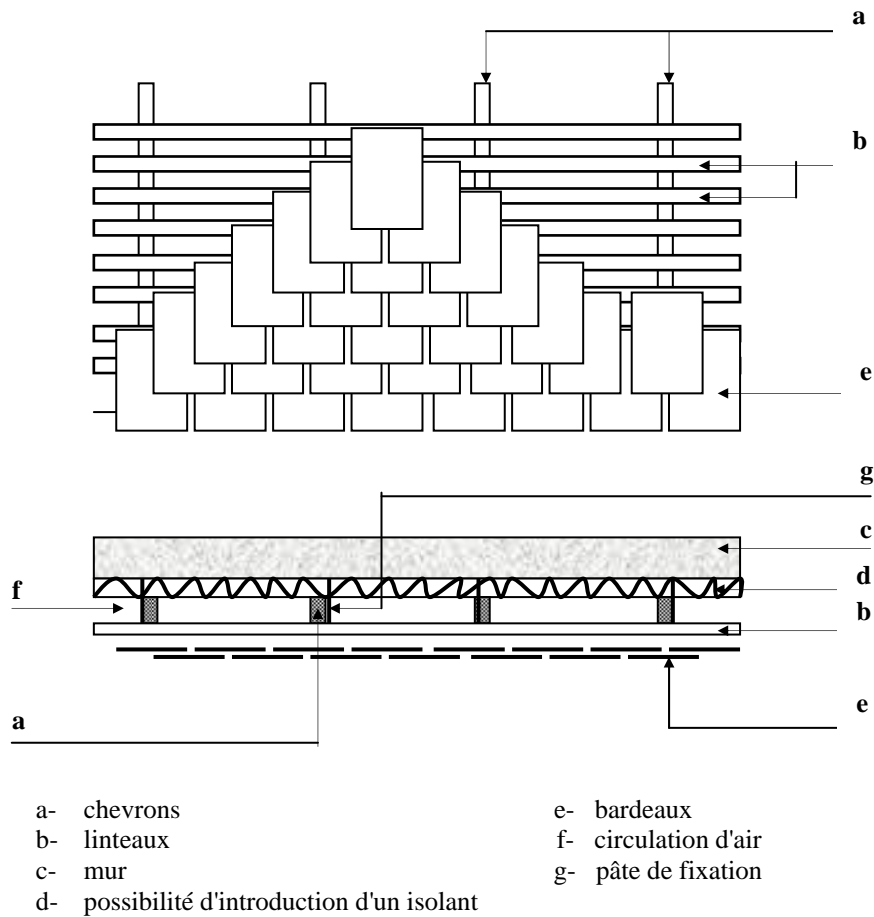 a
b
e
g
c
f
d
b
a
e
a- chevrons
b- linteaux
c- mur
d- possibilité d'introduction d'un isolant
e- bardeaux
f- circulation d'air
g- pâte de fixation